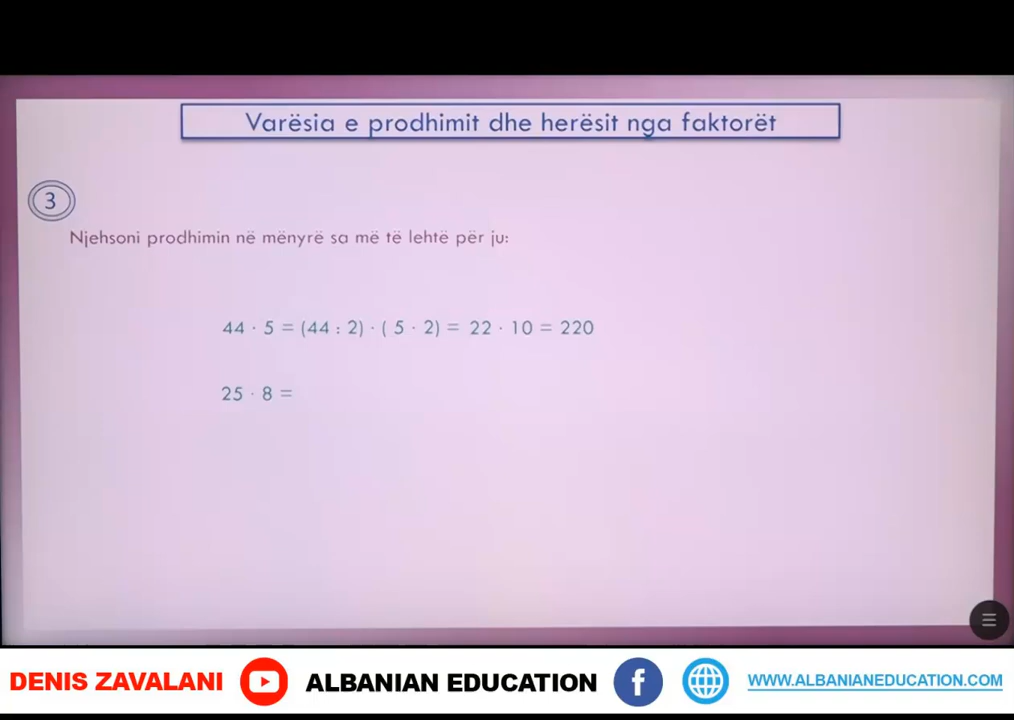 Varësia e prodhimit dhe herësit nga faktorët
3
Njehsoni prodhimin në mënyrë sa më të lehtë për ju:
44 · 5 = (44 : 2) · ( 5 · 2) = 22 · 10 = 220
25 · 8 =
DENIS ZAVALANI ALBANIAN EDUCATION f WWW.ALBANIANEDUCATION.COM